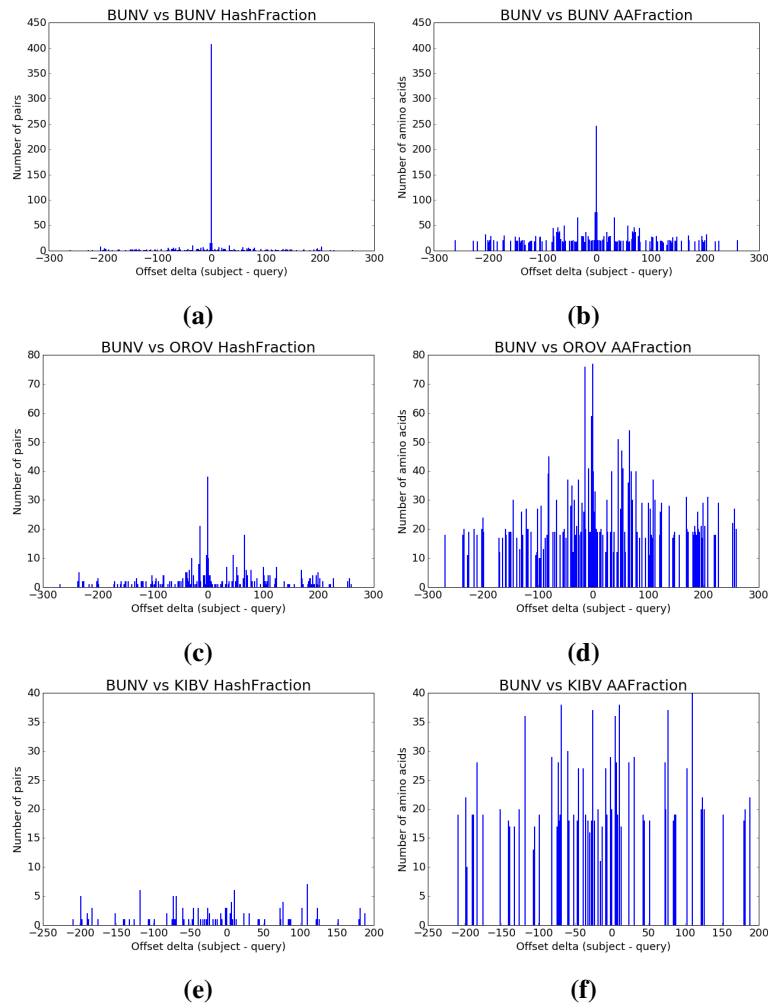 BUNV vs BUNV HashFraction
450
400
350
300
250
200
150
100
50
0
Number of pairs
−300 −200 −100 0 100 200 300
Offset delta (subject - query)
(a)
BUNV vs BUNV AAFraction
450
400
350
300
250
200
150
100
50
0
Number of amino acids
−300 −200 −100 0 100 200 300
Offset delta (subject - query)
(b)
BUNV vs OROV HashFraction
80
70
60
50
40
30
20
10
0
Number of pairs
−300 −200 −100 0 100 200 300
Offset delta (subject - query)
(c)
BUNV vs OROV AAFraction
80
70
60
50
40
30
20
10
0
Number of amino acids
−300 −200 −100 0 100 200 300
Offset delta (subject - query)
(d)
BUNV vs KIBV HashFraction
40
35
30
25
20
15
10
5
0
Number of pairs
−250 −200 −150 −100 −50 0 50 100 150 200
Offset delta (subject - query)
(e)
BUNV vs KIBV AAFraction
40
35
30
25
20
15
10
5
0
Number of amino acids
−250 −200 −150 −100 −50 0 50 100 150 200
Offset delta (subject - query)
(f)